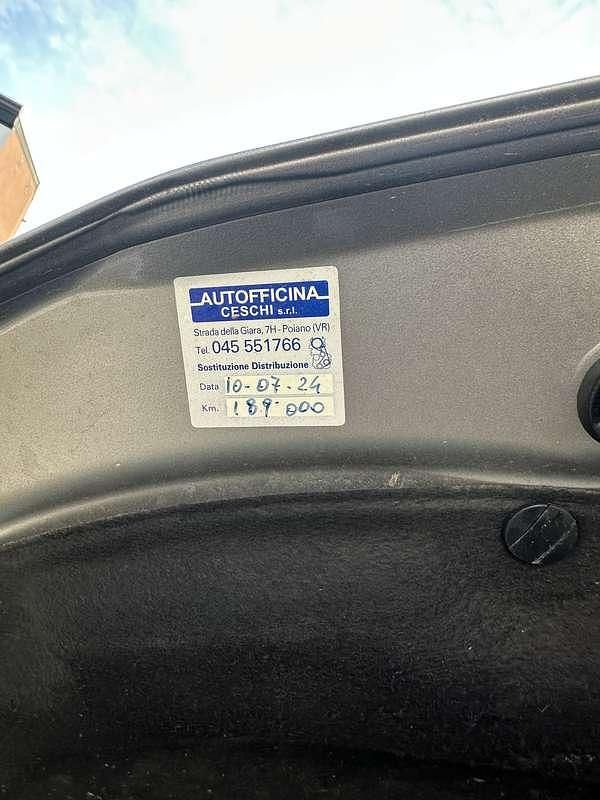 AUTOFFICINA
CESCHI s.r.l.
Strada della Giara, 7H - Poiano (VR)
Tel. 045 551766
Sostituzione Distribuzione
Data 10-07-24
Km. 189.000